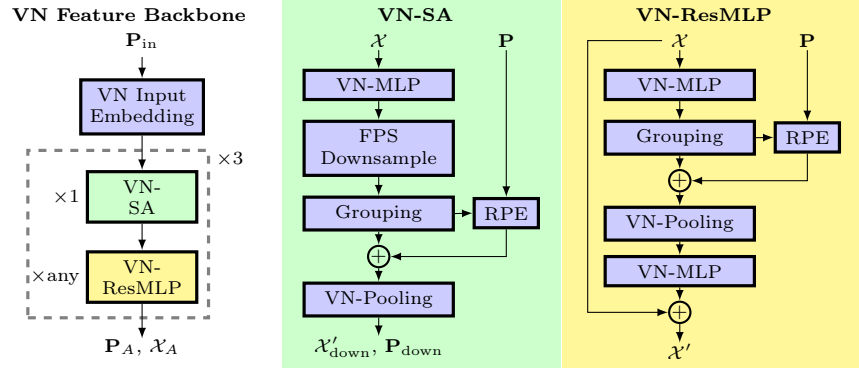 VN Feature Backbone
P_in
VN Input
Embedding
×3
×1
VN-
SA
×any
VN-
ResMLP
P_A, 𝒳_A
VN-SA
𝒳 P
VN-MLP
FPS
Downsample
Grouping RPE
+
VN-Pooling
𝒳′_down, P_down
VN-ResMLP
𝒳 P
VN-MLP
Grouping RPE
+
VN-Pooling
VN-MLP
+
𝒳′